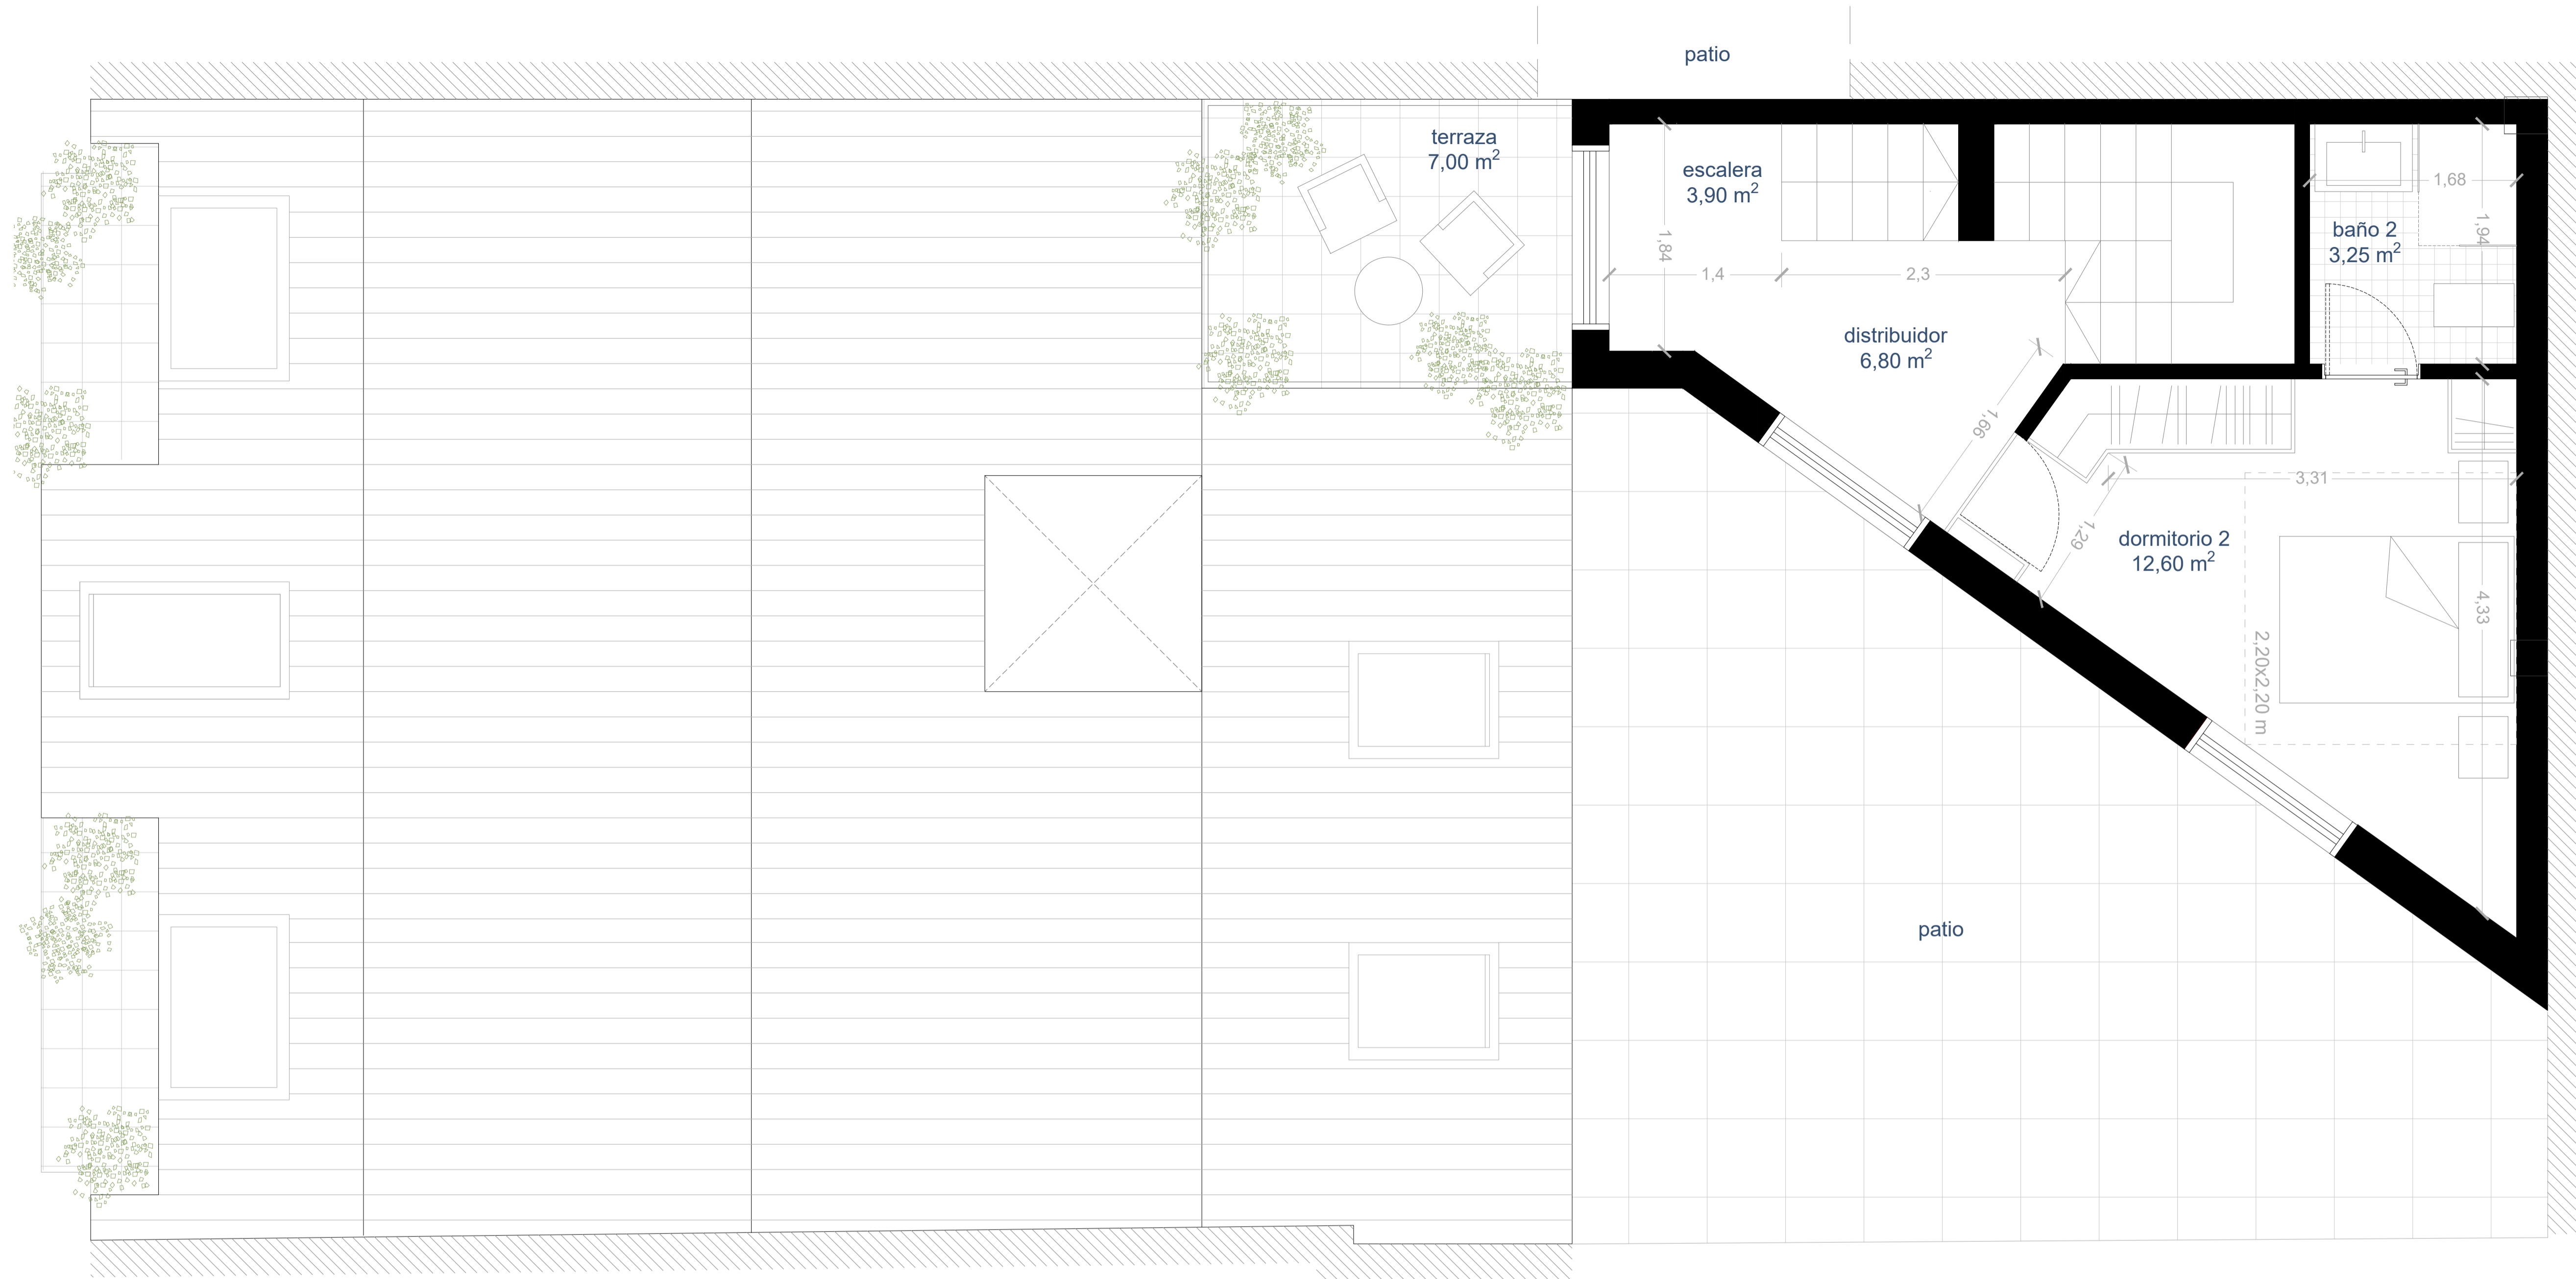 patio
terraza
7,00 m²
escalera
3,90 m²
1,68
baño 2
3,25 m²
1,94
1,84
1,4
2,3
distribuidor
6,80 m²
1,66
3,31
1,29
dormitorio 2
12,60 m²
4,33
2,20x2,20 m
patio